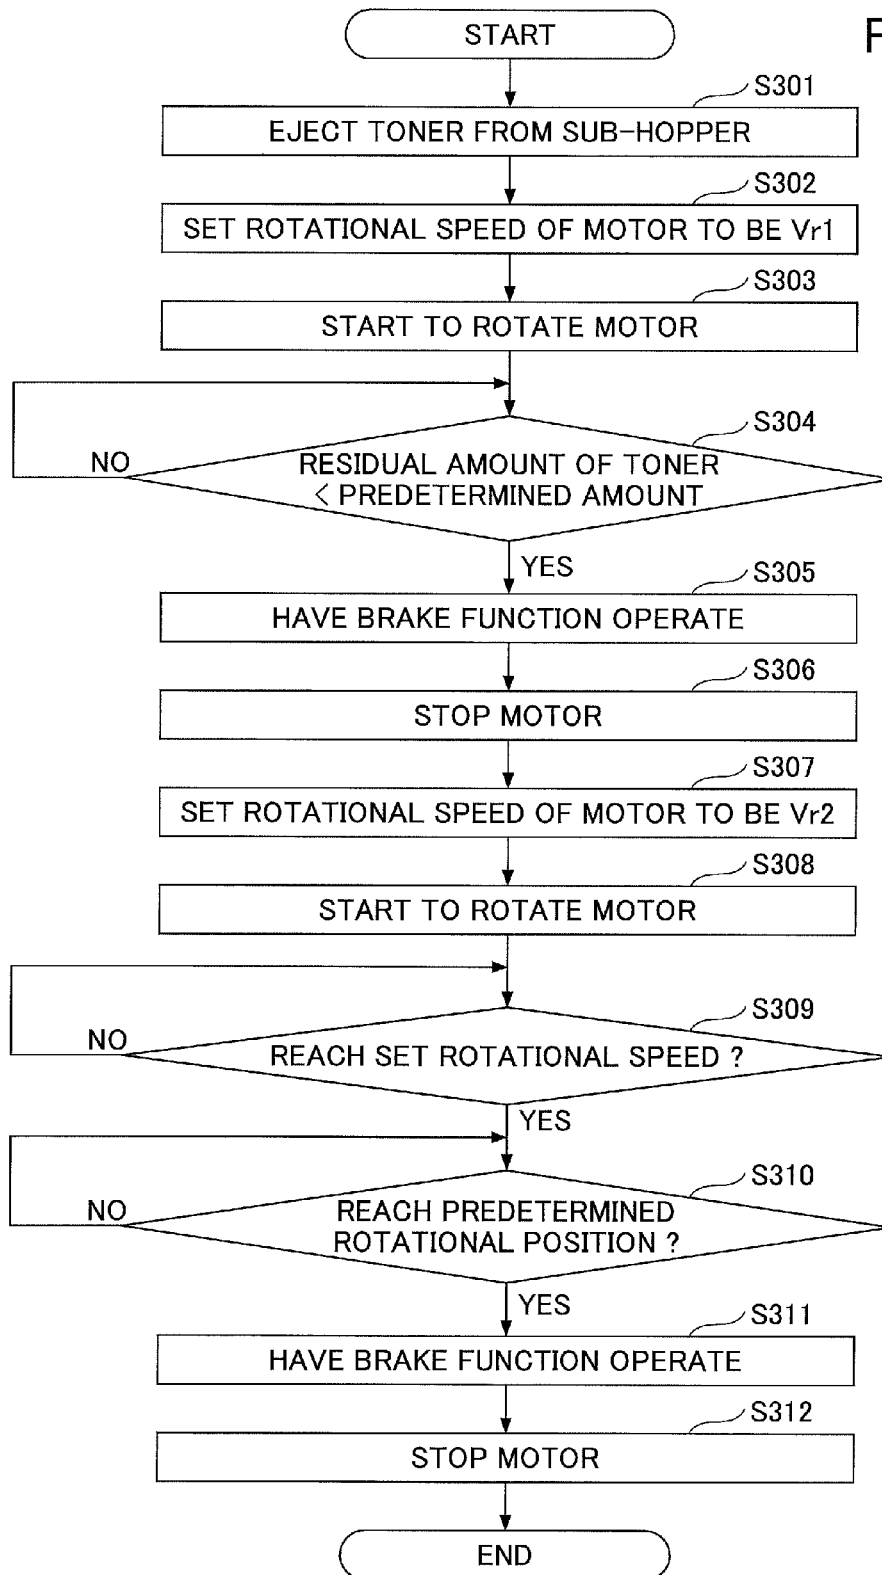 START
F
S301
EJECT TONER FROM SUB-HOPPER
S302
SET ROTATIONAL SPEED OF MOTOR TO BE Vr1
S303
START TO ROTATE MOTOR
S304
NO
RESIDUAL AMOUNT OF TONER
< PREDETERMINED AMOUNT
YES
S305
HAVE BRAKE FUNCTION OPERATE
S306
STOP MOTOR
S307
SET ROTATIONAL SPEED OF MOTOR TO BE Vr2
S308
START TO ROTATE MOTOR
S309
NO
REACH SET ROTATIONAL SPEED ?
YES
S310
NO
REACH PREDETERMINED
ROTATIONAL POSITION ?
YES
S311
HAVE BRAKE FUNCTION OPERATE
S312
STOP MOTOR
END